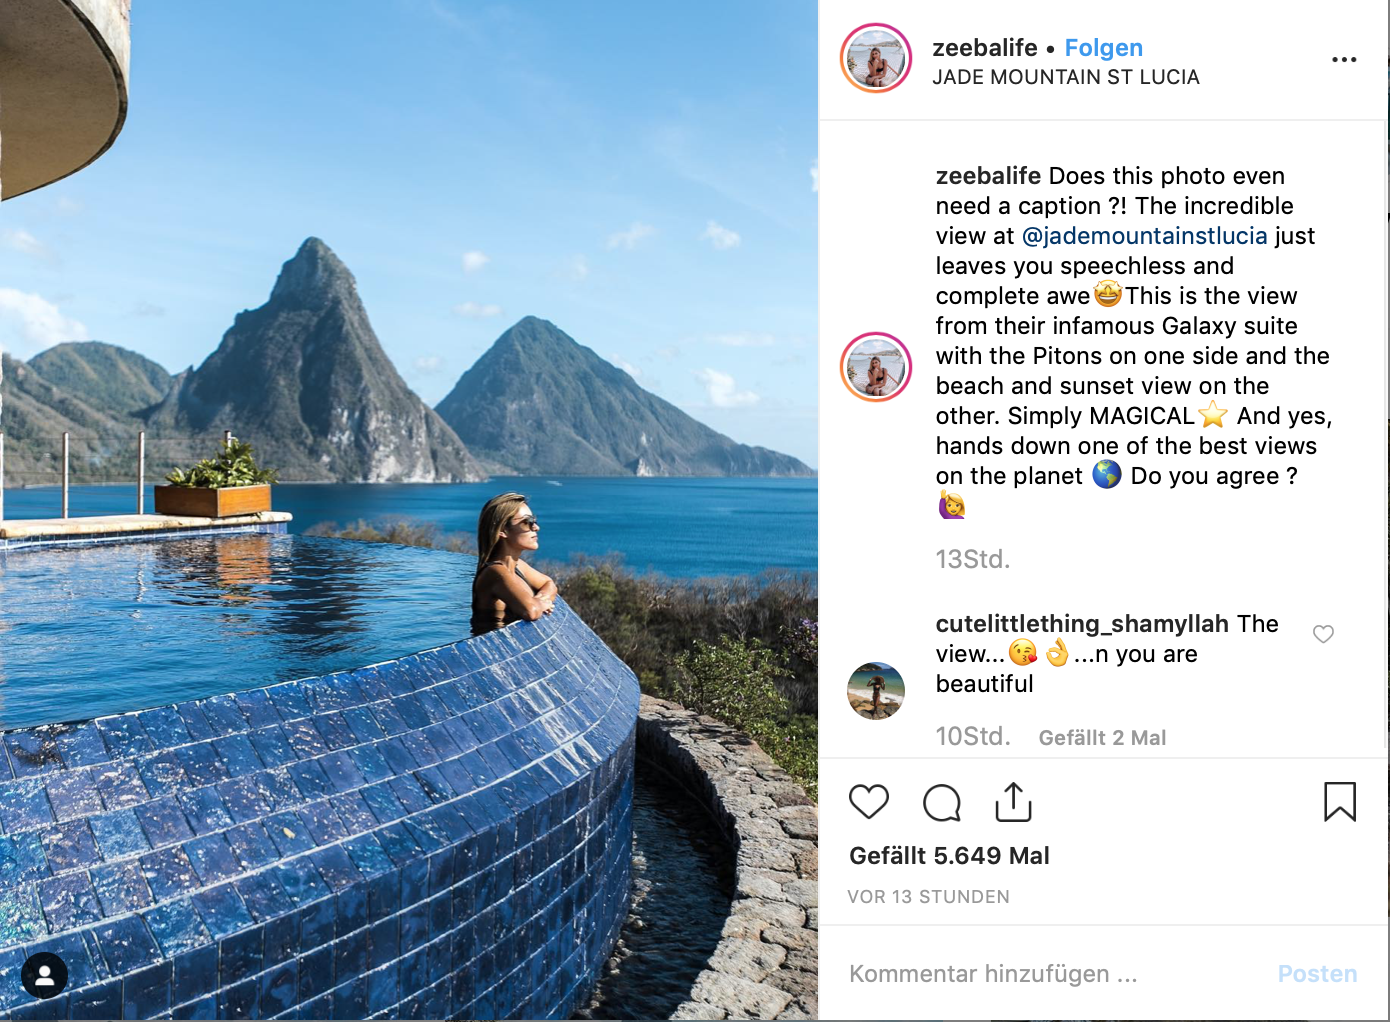 zeebalife • Folgen
JADE MOUNTAIN ST LUCIA
zeebalife Does this photo even
need a caption ?! The incredible
view at @jademountainstlucia just
leaves you speechless and
complete awe🤩This is the view
from their infamous Galaxy suite
with the Pitons on one side and the
beach and sunset view on the
other. Simply MAGICAL⭐ And yes,
hands down one of the best views
on the planet 🌎 Do you agree ?
🙋‍♀️
13Std.
cutelittlething_shamyllah The
view...😘👌...n you are
beautiful
10Std. Gefällt 2 Mal
Gefällt 5.649 Mal
VOR 13 STUNDEN
Kommentar hinzufügen ... Posten